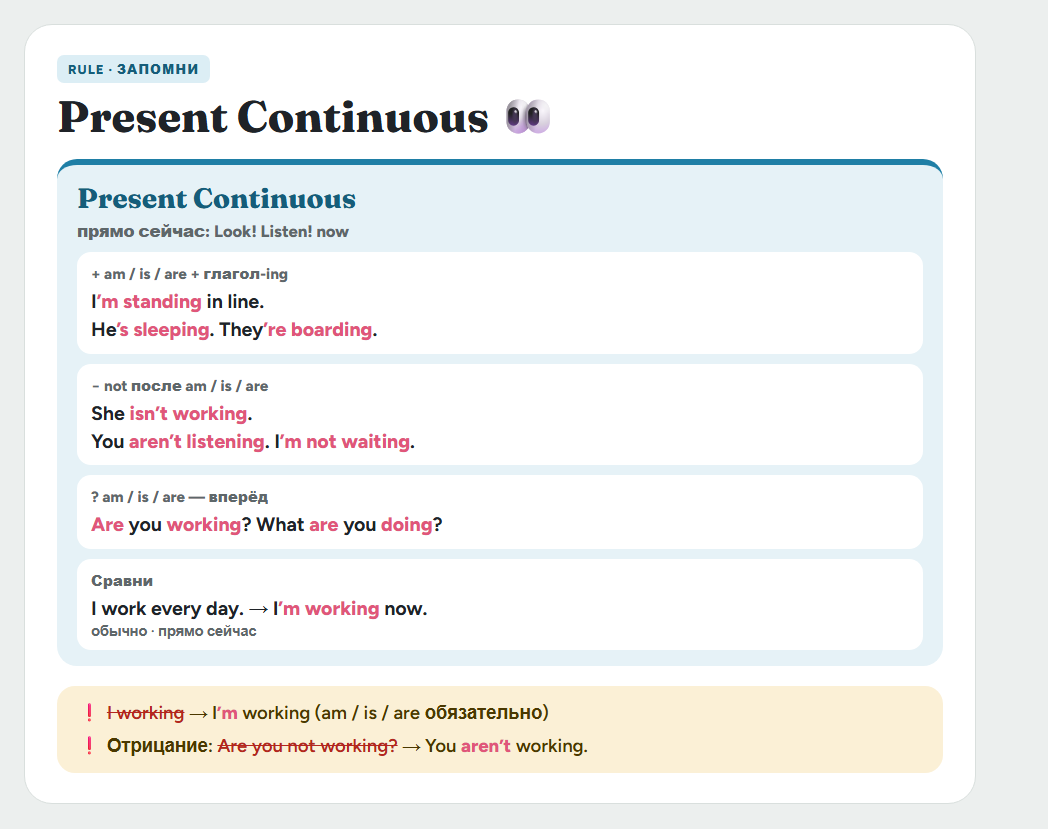 RULE · ЗАПОМНИ
Present Continuous 👀
Present Continuous
прямо сейчас: Look! Listen! now
+ am / is / are + глагол-ing
I’m standing in line.
He’s sleeping. They’re boarding.
− not после am / is / are
She isn’t working.
You aren’t listening. I’m not waiting.
? am / is / are — вперёд
Are you working? What are you doing?
Сравни
I work every day. → I’m working now.
обычно · прямо сейчас
❗ I working → I’m working (am / is / are обязательно)
❗ Отрицание: Are you not working? → You aren’t working.